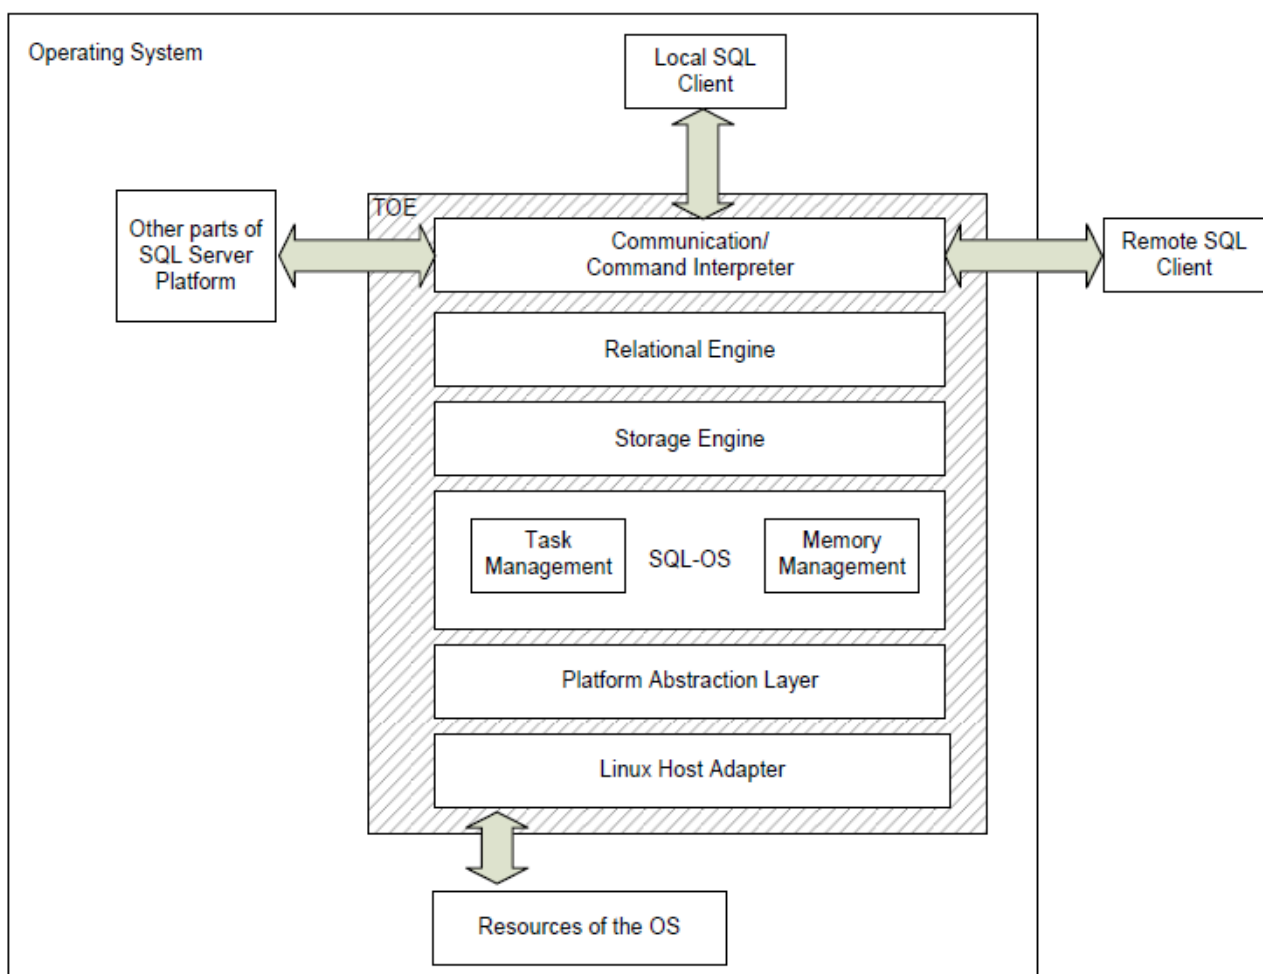 Operating System
Local SQL
Client
TOE
Other parts of
SQL Server
Platform
Communication/
Command Interpreter
Remote SQL
Client
Relational Engine
Storage Engine
Task
Management
SQL-OS
Memory
Management
Platform Abstraction Layer
Linux Host Adapter
Resources of the OS